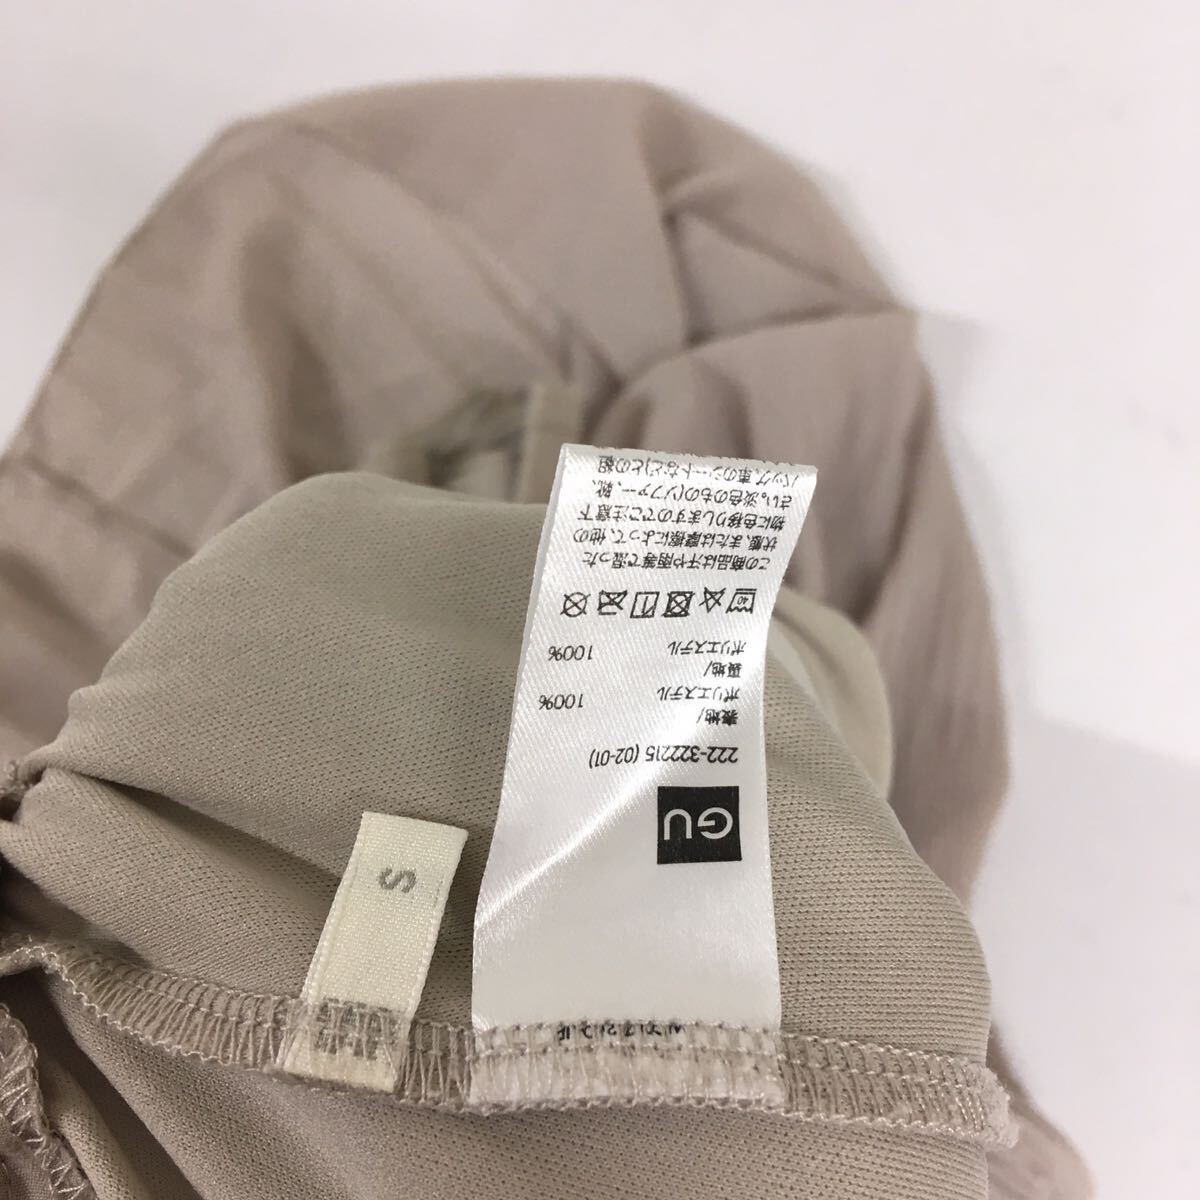 GU
222-322215 (02-01)
表地/
ポリエステル 100%
裏地/
ポリエステル 100%
40
この商品は汗や雨等で湿った
状態、または摩擦によって、他の
物に色移りしますのでご注意下
さい。淡色のもの(ソファー、靴、
バック、車のシートなど)との組
S